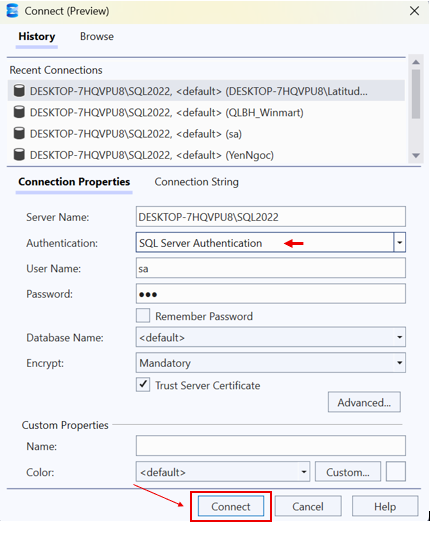 Connect (Preview)
History Browse
Recent Connections
DESKTOP-7HQVPU8\SQL2022, <default> (DESKTOP-7HQVPU8\Latitud...
DESKTOP-7HQVPU8\SQL2022, <default> (QLBH_Winmart)
DESKTOP-7HQVPU8\SQL2022, <default> (sa)
DESKTOP-7HQVPU8\SQL2022, <default> (YenNgoc)
Connection Properties Connection String
Server Name: DESKTOP-7HQVPU8\SQL2022
Authentication: SQL Server Authentication
User Name: sa
Password: ●●●
Remember Password
Database Name: <default>
Encrypt: Mandatory
Trust Server Certificate
Advanced...
Custom Properties
Name:
Color: <default> Custom...
Connect Cancel Help